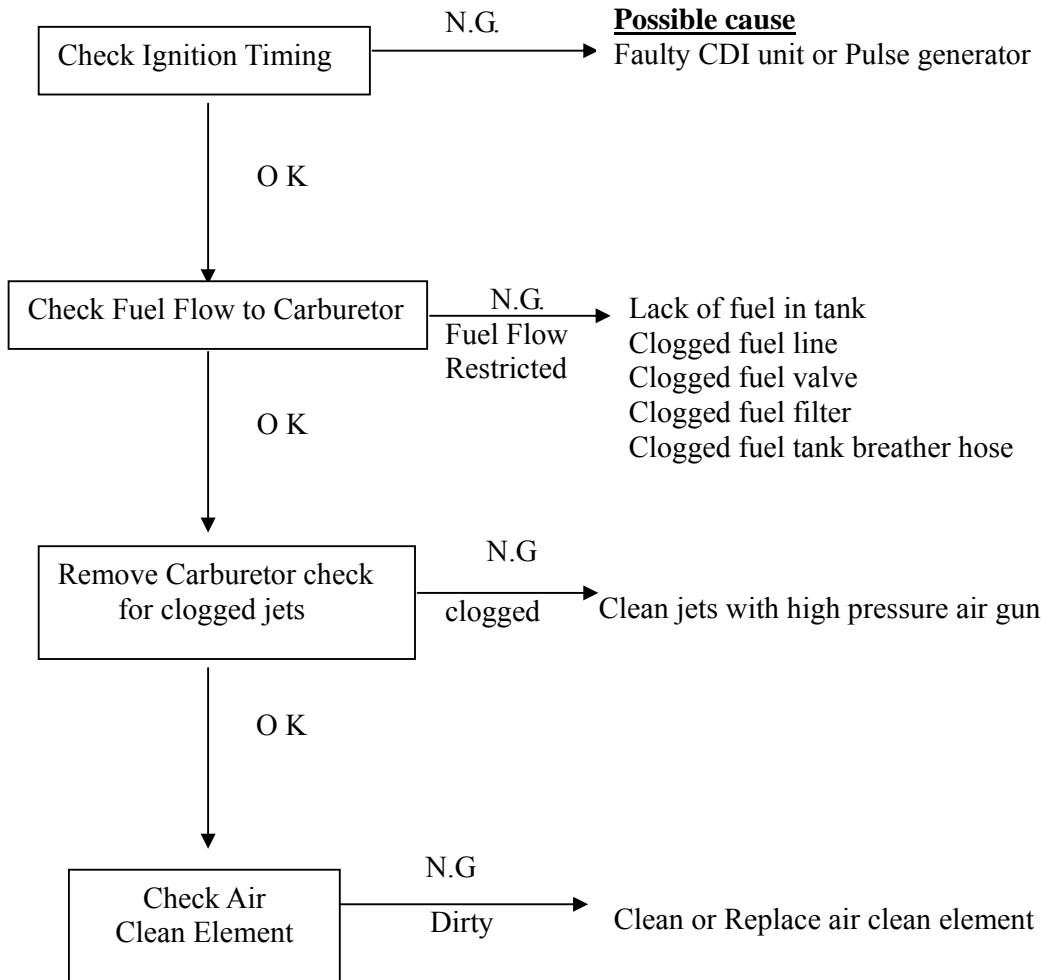 N.G.
Possible cause
Check Ignition Timing
Faulty CDI unit or Pulse generator
O K
Check Fuel Flow to Carburetor
N.G.
Fuel Flow
Restricted
Lack of fuel in tank
Clogged fuel line
Clogged fuel valve
Clogged fuel filter
Clogged fuel tank breather hose
O K
Remove Carburetor check
for clogged jets
N.G
clogged
Clean jets with high pressure air gun
O K
Check Air
Clean Element
N.G
Dirty
Clean or Replace air clean element